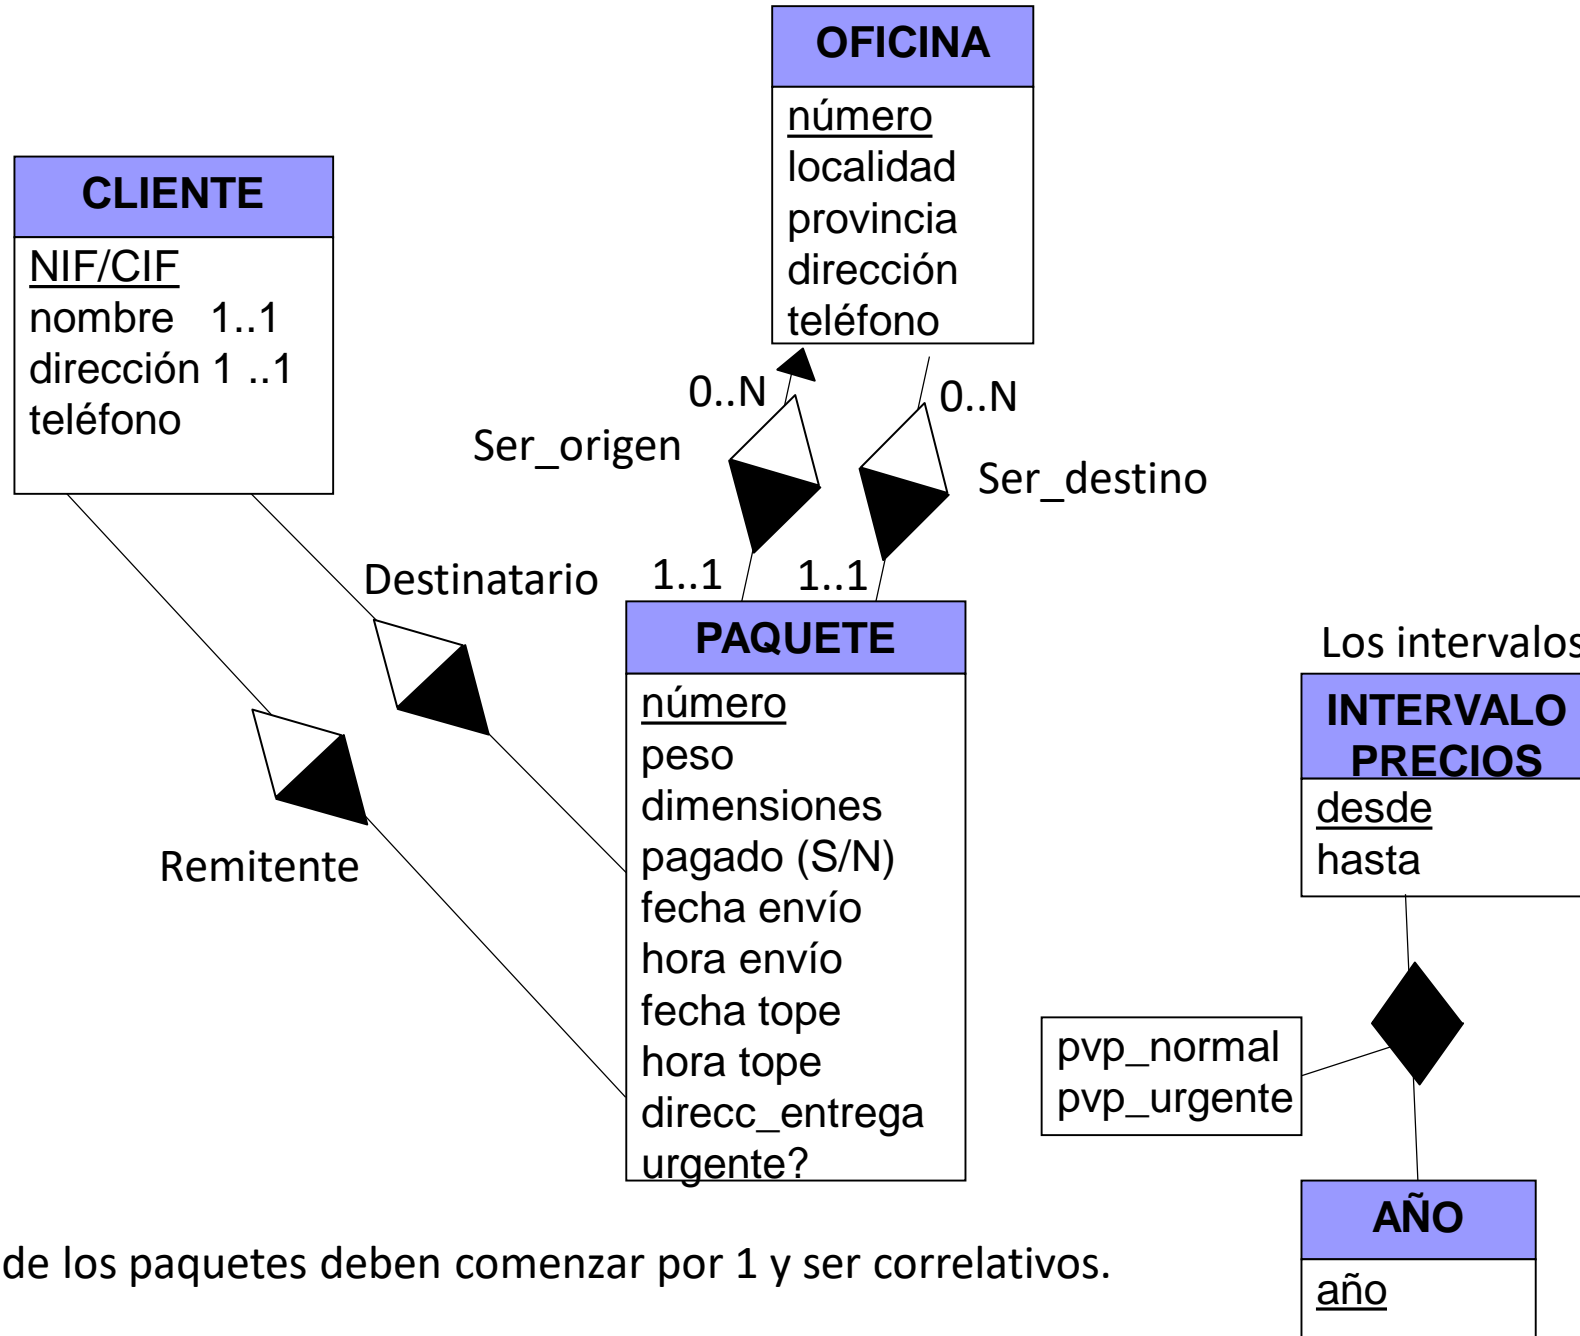 OFICINA
número
localidad
provincia
dirección
teléfono
CLIENTE
NIF/CIF
nombre 1..1
dirección 1 ..1
teléfono
0..N
0..N
Ser_origen
Ser_destino
Destinatario
1..1
1..1
Remitente
PAQUETE
número
peso
dimensiones
pagado (S/N)
fecha envío
hora envío
fecha tope
hora tope
direcc_entrega
urgente?
Los intervalos
INTERVALO
PRECIOS
desde
hasta
pvp_normal
pvp_urgente
AÑO
año
de los paquetes deben comenzar por 1 y ser correlativos.